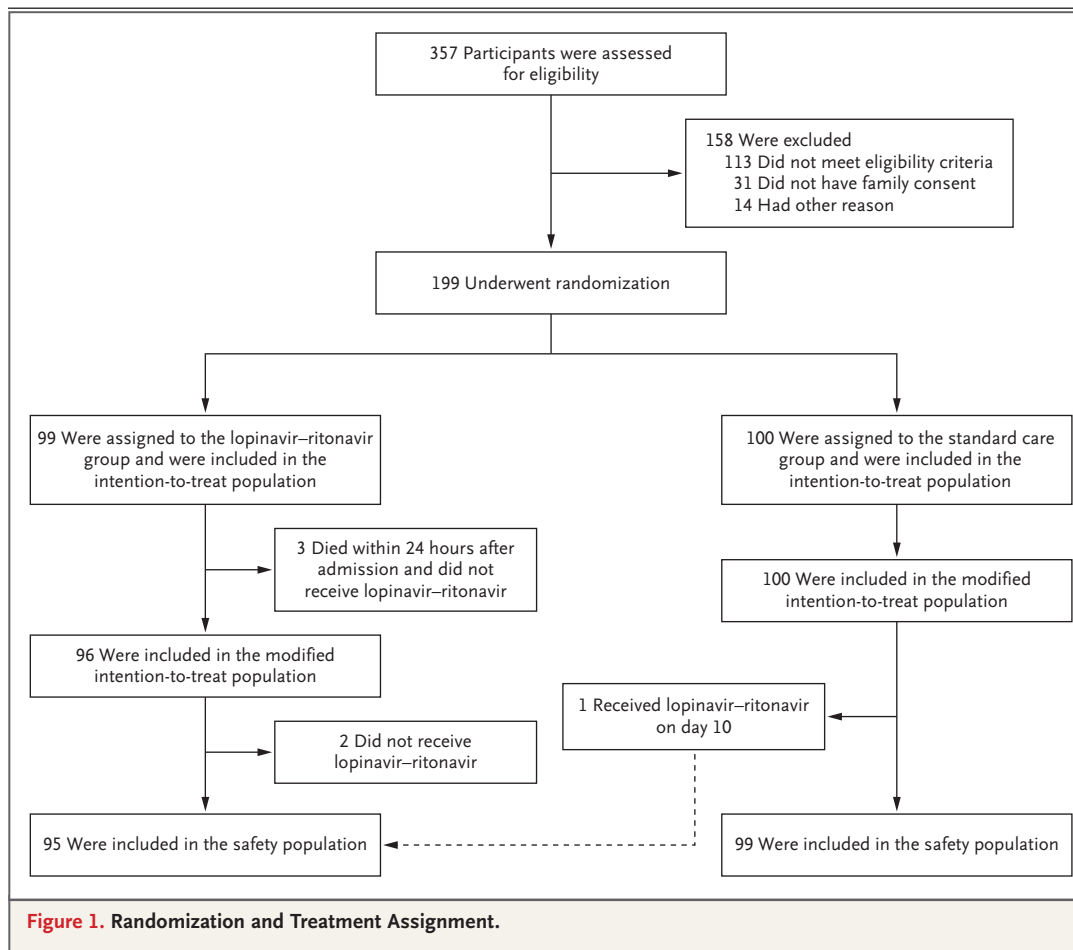 357 Participants were assessed
for eligibility
158 Were excluded
113 Did not meet eligibility criteria
31 Did not have family consent
14 Had other reason
199 Underwent randomization
99 Were assigned to the lopinavir–ritonavir
group and were included in the
intention-to-treat population
100 Were assigned to the standard care
group and were included in the
intention-to-treat population
3 Died within 24 hours after
admission and did not
receive lopinavir–ritonavir
100 Were included in the modified
intention-to-treat population
96 Were included in the modified
intention-to-treat population
1 Received lopinavir–ritonavir
on day 10
2 Did not receive
lopinavir–ritonavir
95 Were included in the safety population
99 Were included in the safety population
Figure 1. Randomization and Treatment Assignment.